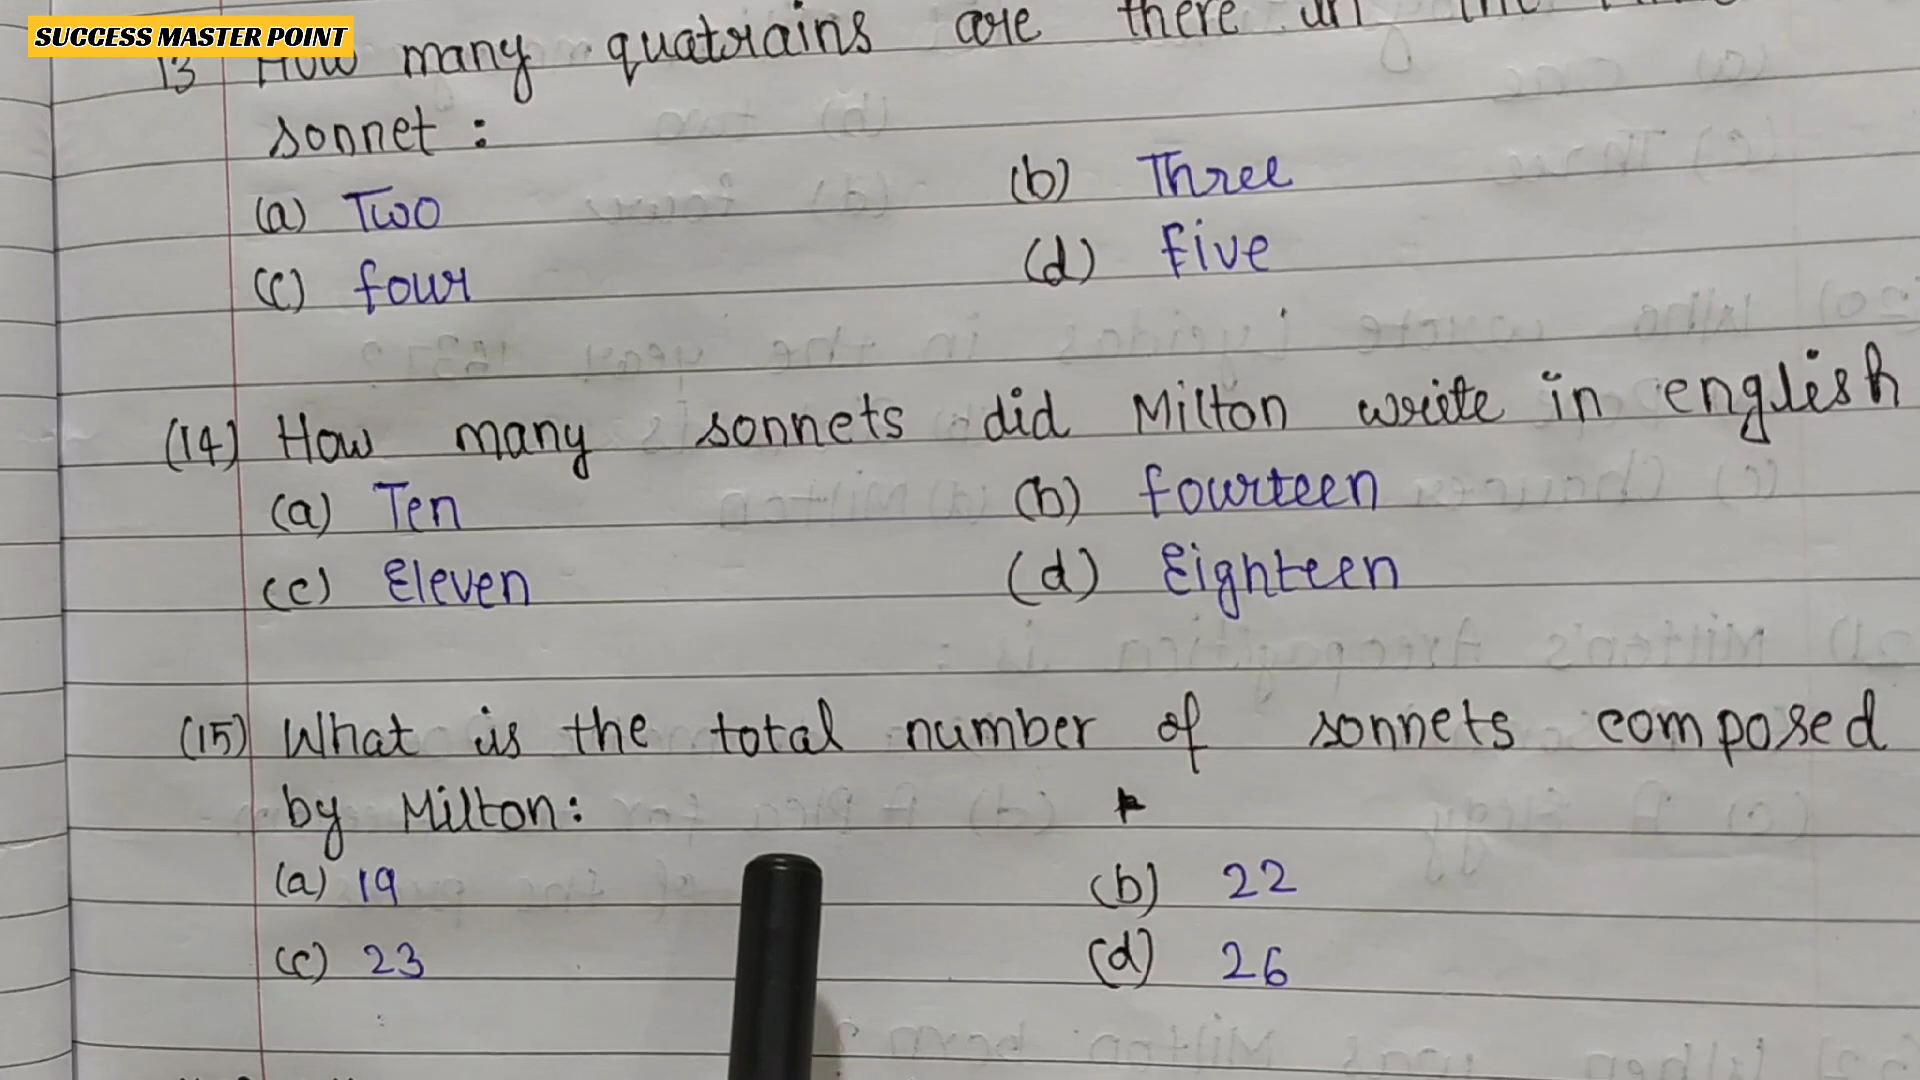 SUCCESS MASTER POINT
13 How many quatrains are there in the
sonnet :
(a) Two (b) Three
(c) four (d) Five
(14) How many sonnets did Milton write in english
(a) Ten (b) fourteen
(c) Eleven (d) Eighteen
(15) What is the total number of sonnets composed
by Milton:
(a) 19 (b) 22
(c) 23 (d) 26